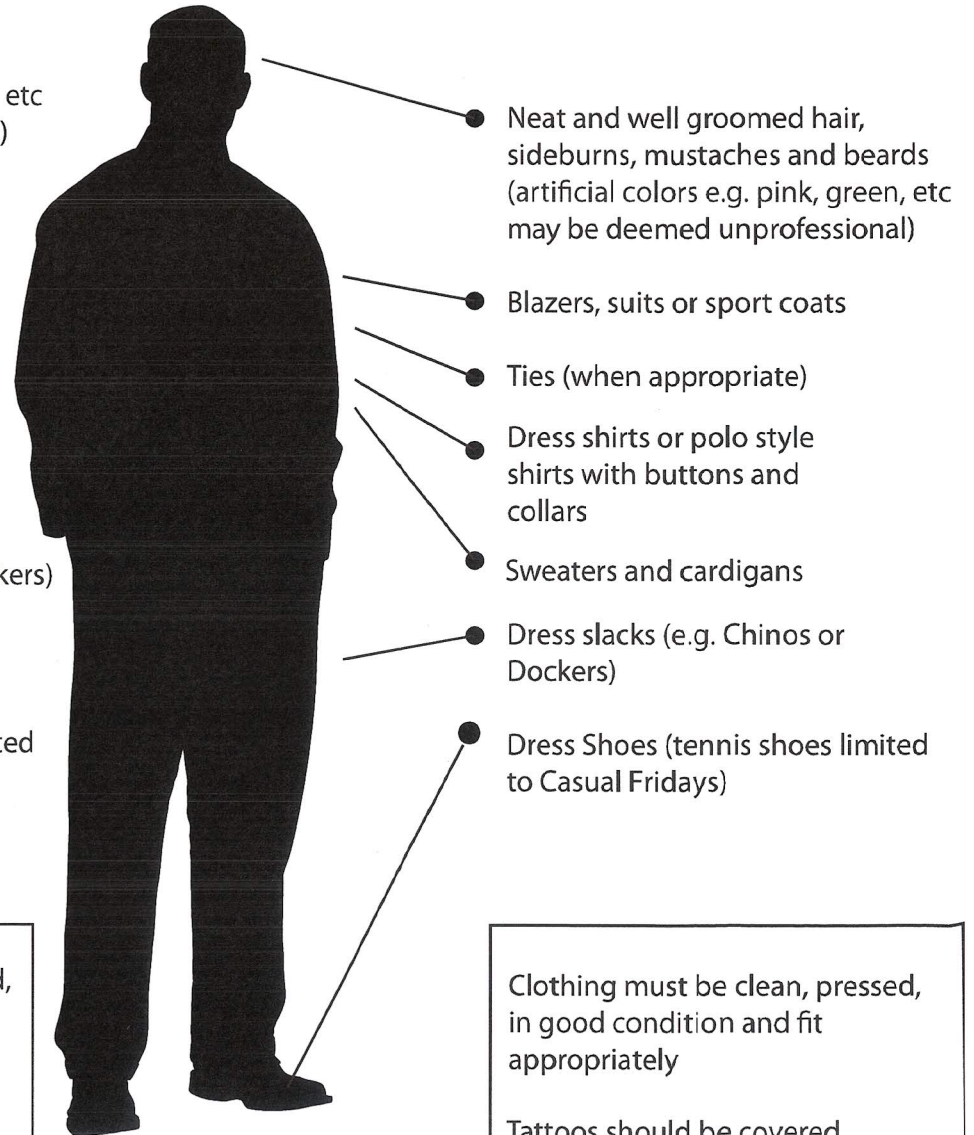 etc
)
kers)
ted
d,
Neat and well groomed hair,
sideburns, mustaches and beards
(artificial colors e.g. pink, green, etc
may be deemed unprofessional)
Blazers, suits or sport coats
Ties (when appropriate)
Dress shirts or polo style
shirts with buttons and
collars
Sweaters and cardigans
Dress slacks (e.g. Chinos or
Dockers)
Dress Shoes (tennis shoes limited
to Casual Fridays)
Clothing must be clean, pressed,
in good condition and fit
appropriately
Tattoos should be covered